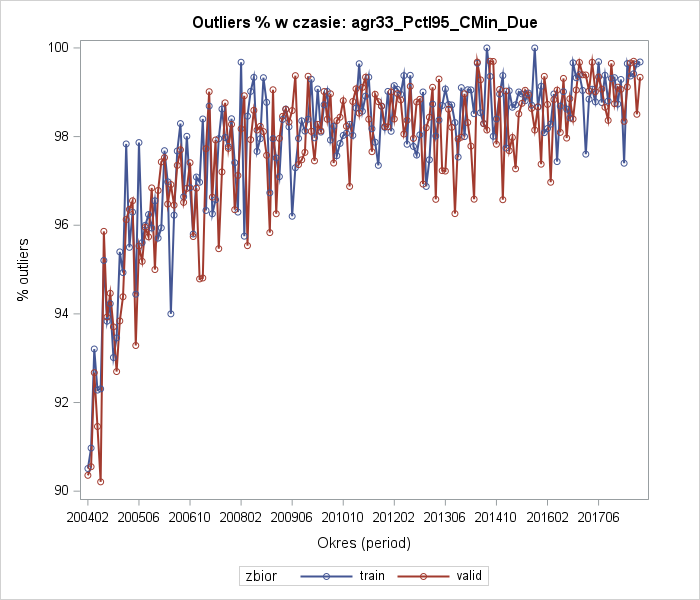 Outliers % w czasie: agr33_Pctl95_CMin_Due
100
98
96
94
92
90
% outliers
200402 200506 200610 200802 200906 201010 201202 201306 201410 201602 201706
Okres (period)
zbior train valid